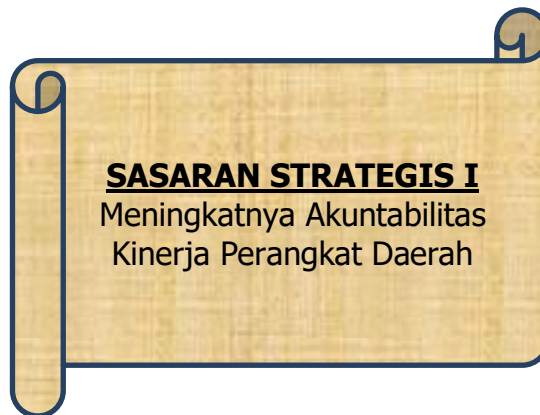 SASARAN STRATEGIS I
Meningkatnya Akuntabilitas
Kinerja Perangkat Daerah